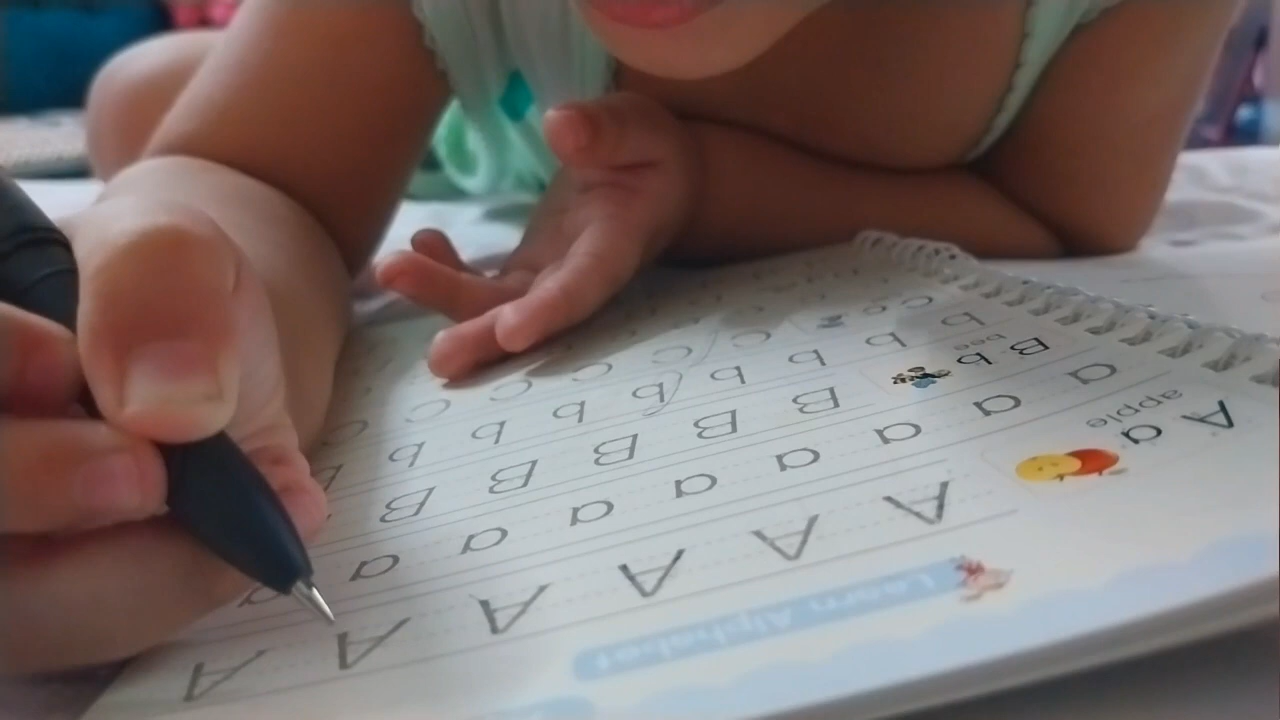 Learn Alphabet
A a
apple
A A A A A A
a a a a a a a a a
B b
bee
B B B B B
b b b b b b b b b
C c
C C C C C C